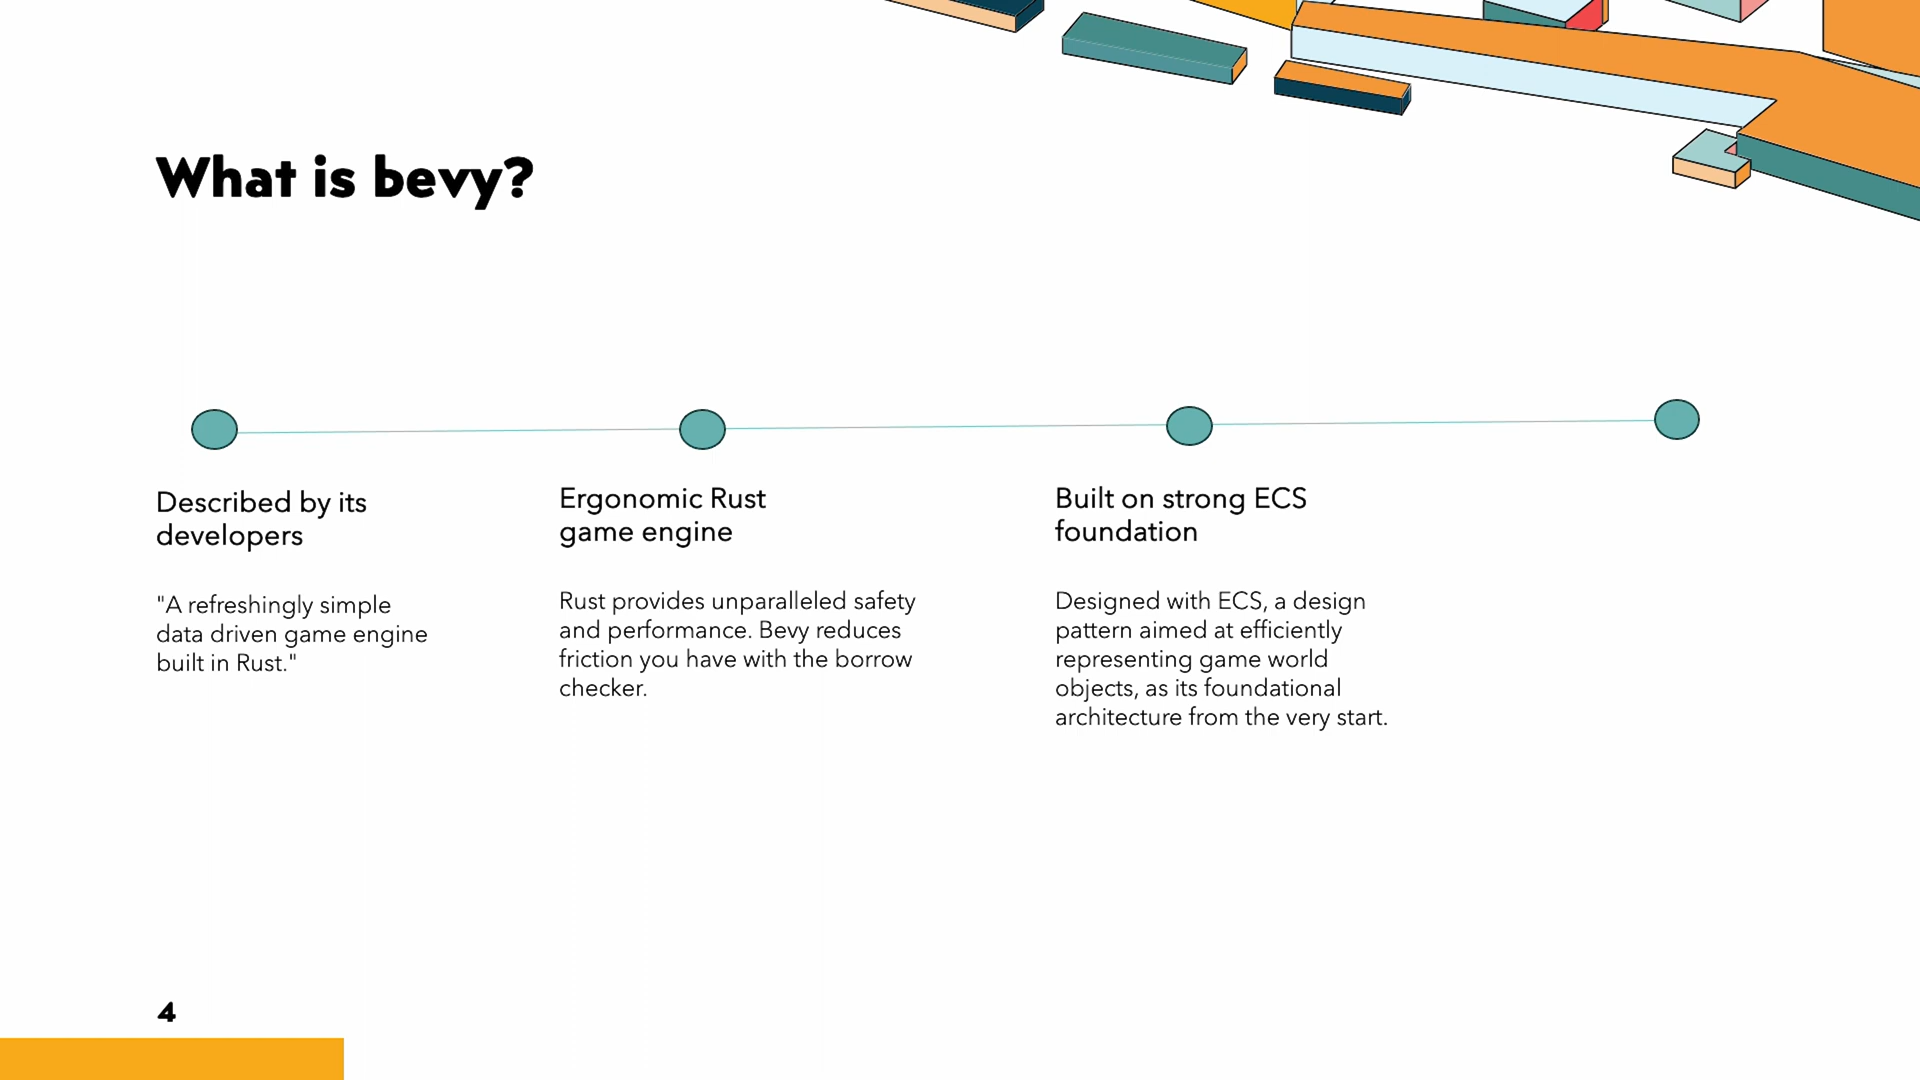 What is bevy?
Described by its
developers
"A refreshingly simple
data driven game engine
built in Rust."
Ergonomic Rust
game engine
Rust provides unparalleled safety
and performance. Bevy reduces
friction you have with the borrow
checker.
Built on strong ECS
foundation
Designed with ECS, a design
pattern aimed at efficiently
representing game world
objects, as its foundational
architecture from the very start.
4